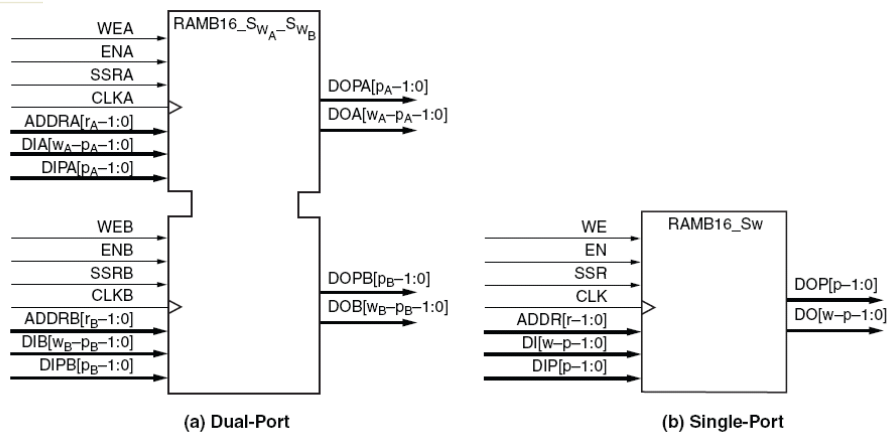 RAMB16_SWA_SWB
WEA
ENA
SSRA
CLKA
ADDRA[rA–1:0]
DIA[wA–pA–1:0]
DIPA[pA–1:0]
DOPA[pA–1:0]
DOA[wA–pA–1:0]
WEB
ENB
SSRB
CLKB
ADDRB[rB–1:0]
DIB[wB–pB–1:0]
DIPB[pB–1:0]
DOPB[pB–1:0]
DOB[wB–pB–1:0]
(a) Dual-Port
RAMB16_Sw
WE
EN
SSR
CLK
ADDR[r–1:0]
DI[w–p–1:0]
DIP[p–1:0]
DOP[p–1:0]
DO[w–p–1:0]
(b) Single-Port